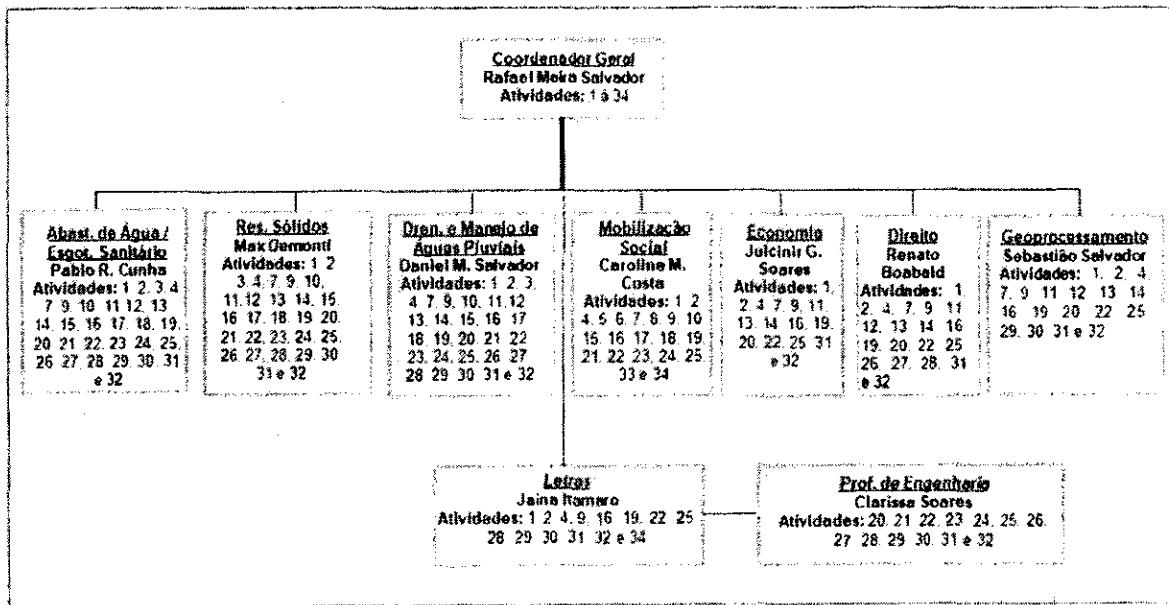 Coordenador Geral
Rafael Meira Salvador
Atividades: 1 à 34
Abast. de Água /
Esgot. Sanitário
Pablo R. Cunha
Atividades: 1 2, 3, 4
7 9, 10 11, 12, 13
14, 15, 16, 17, 18, 19,
20 21 22, 23 24, 25,
26 27, 28 29, 30, 31
e 32
Res. Sólidos
Max Demonti
Atividades: 1 2
3, 4, 7, 9, 10,
11, 12 13 14, 15,
16 17, 18, 19 20,
21, 22, 23, 24, 25,
26, 27, 28, 29, 30
31 e 32
Dren. e Manejo de
Águas Pluviais
Daniel M. Salvador
Atividades: 1 2, 3,
4 7, 9, 10, 11, 12
13, 14, 15, 16 17
18, 19, 20, 21 22
23, 24, 25, 26 27
28 29 30 31 e 32
Mobilização
Social
Carolina M.
Costa
Atividades: 1 2
4, 5 6, 7, 8, 9, 10
15, 16, 17, 18, 19,
21, 22, 23, 24, 25
33 e 34
Economia
Julcinir G.
Soares
Atividades: 1,
2, 4 7, 9, 11,
13, 14 16, 19,
20, 22, 25 31
e 32
Direito
Renato
Boabaid
Atividades: 1
2, 4, 7, 9 11
12, 13, 14 16
19, 20, 22, 25
26, 27, 28, 31
e 32
Geoprocessamento
Sebastião Salvador
Atividades: 1, 2, 4
7, 9 11 12 13 14
16 19 20 22 25
29, 30, 31 e 32
Letras
Atividades: 1 2 4, 9, 16 19, 22 25
28 29 30 31 32 e 34
Prof. de Engenharia
Clarissa Soares
Atividades: 20, 21 22, 23 24, 25, 26,
27 28, 29 30, 31 e 32